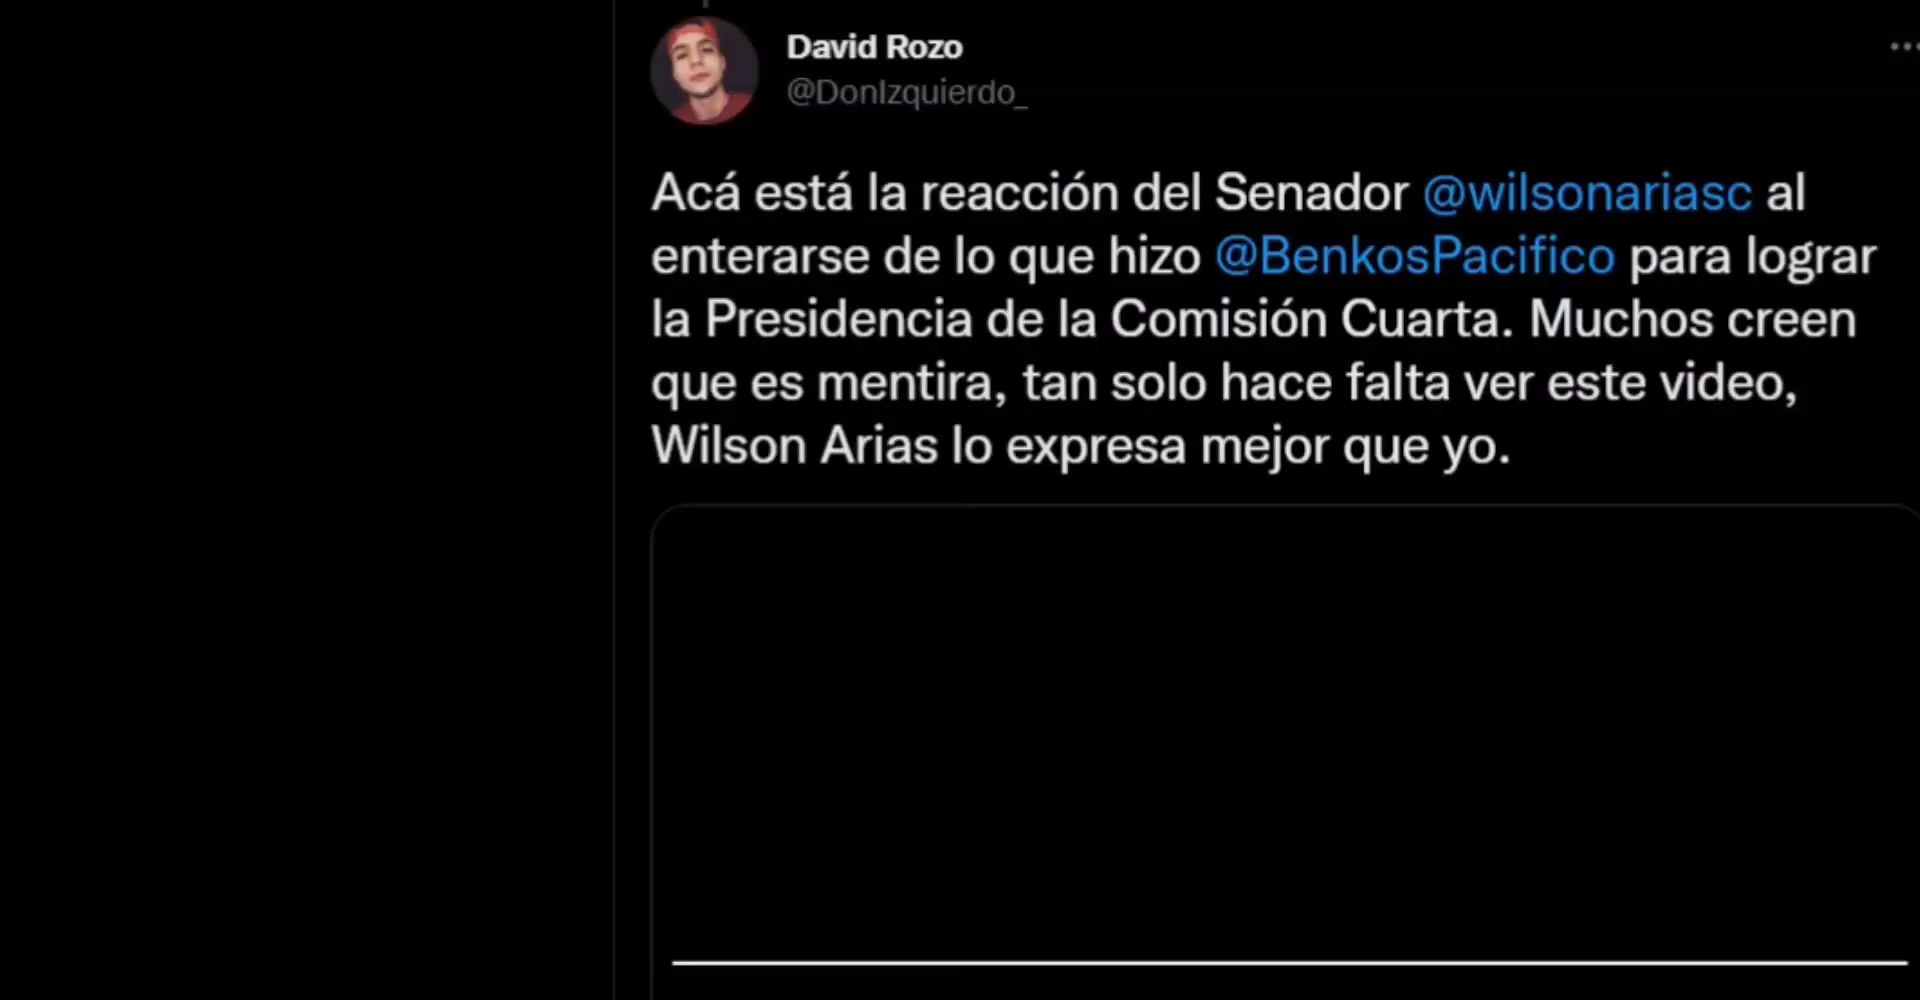 David Rozo
@DonIzquierdo_
Acá está la reacción del Senador @wilsonariasc al
enterarse de lo que hizo @BenkosPacifico para lograr
la Presidencia de la Comisión Cuarta. Muchos creen
que es mentira, tan solo hace falta ver este video,
Wilson Arias lo expresa mejor que yo.